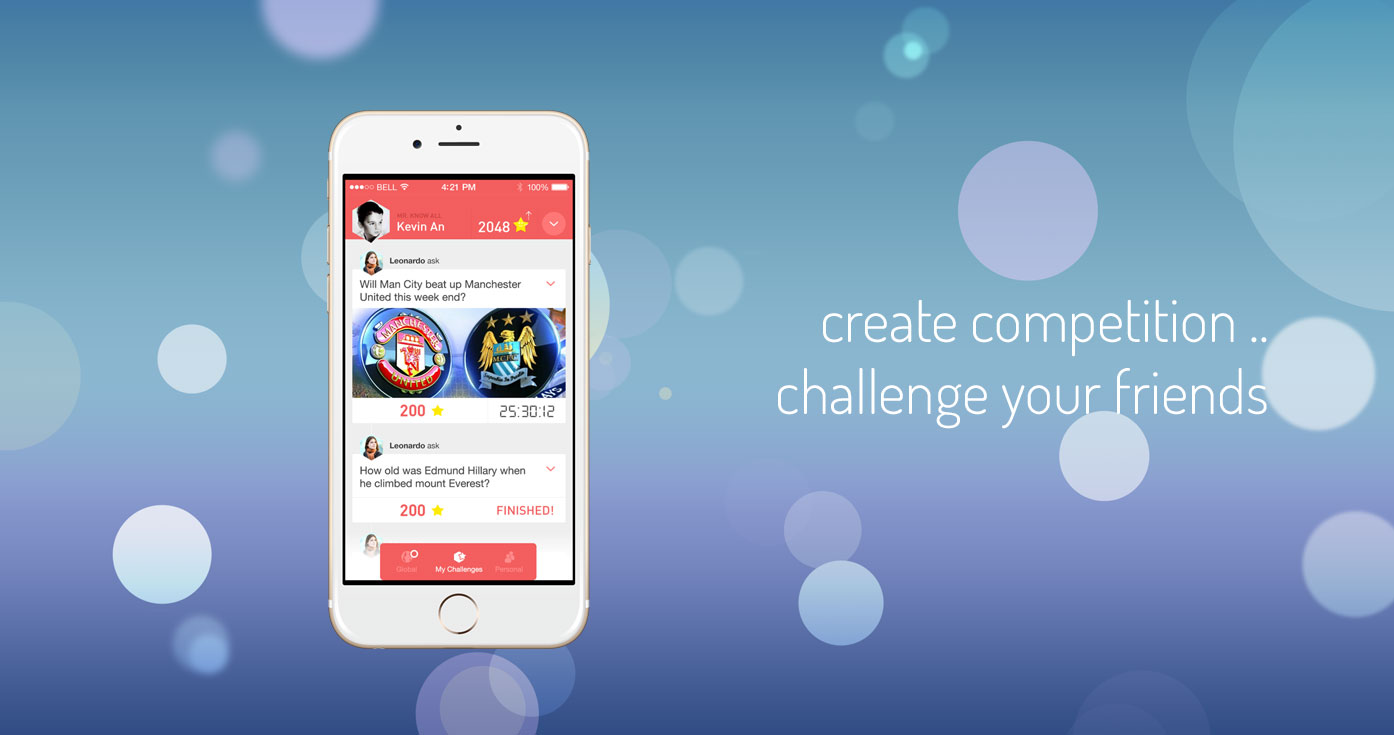 BELL 4:21 PM 100%
MR. KNOW ALL
Kevin An
2048
Leonardo ask
Will Man City beat up Manchester
United this week end?
MANCHESTER
UNITED
M.C.F.C.
200
25:30:12
Leonardo ask
How old was Edmund Hillary when
he climbed mount Everest?
200
FINISHED!
Global My Challenges Personal
create competition ..
challenge your friends